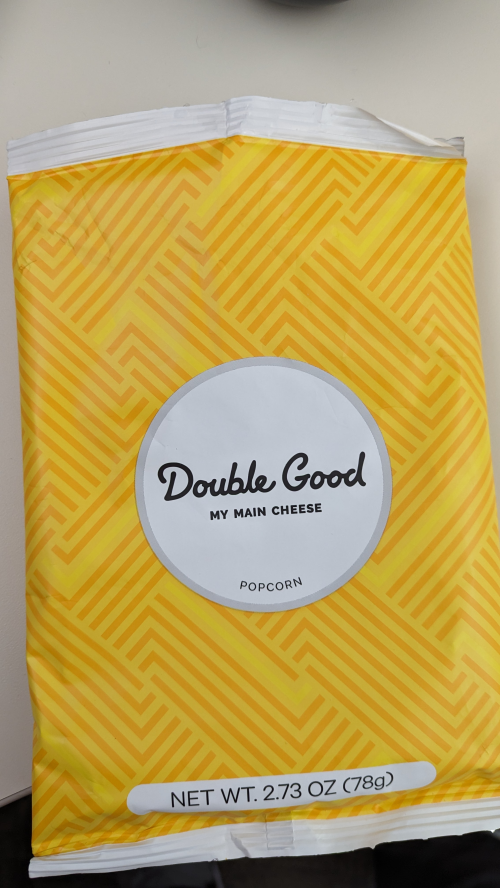 Double Good
MY MAIN CHEESE
POPCORN
NET WT. 2.73 OZ (78g)